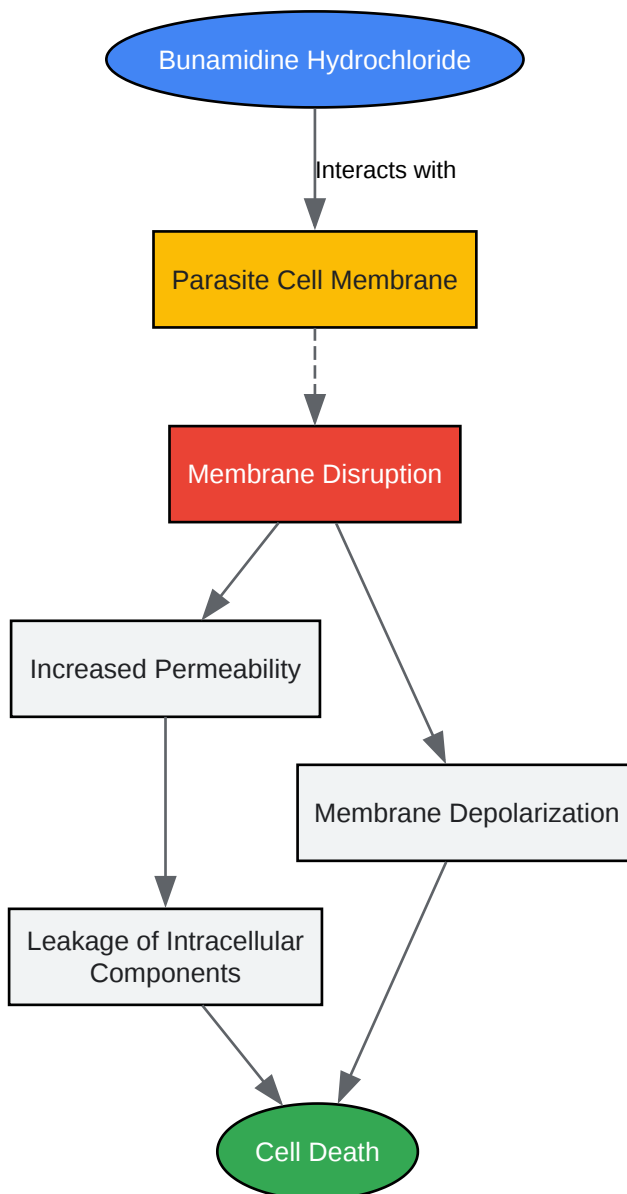 Bunamidine Hydrochloride
Interacts with
Parasite Cell Membrane
Membrane Disruption
Increased Permeability
Membrane Depolarization
Leakage of Intracellular
Components
Cell Death